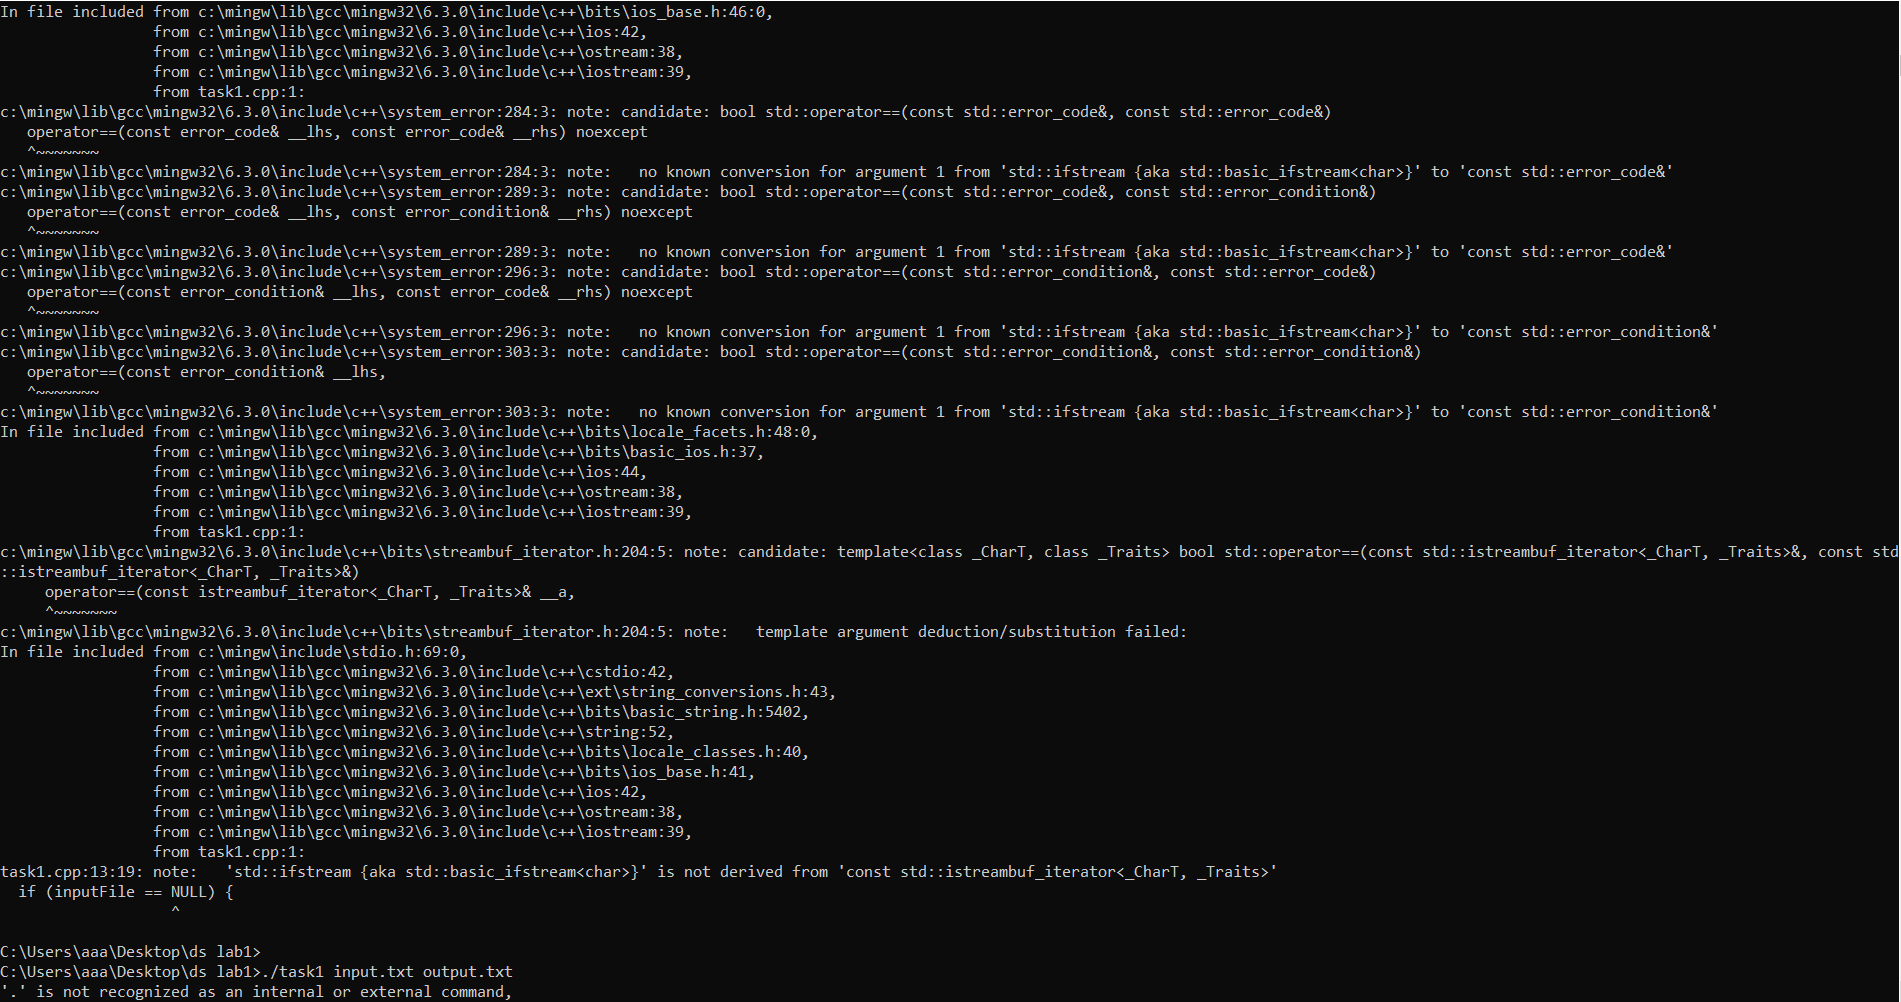 In file included from c:\mingw\lib\gcc\mingw32\6.3.0\include\c++\bits\ios_base.h:46:0,
                 from c:\mingw\lib\gcc\mingw32\6.3.0\include\c++\ios:42,
                 from c:\mingw\lib\gcc\mingw32\6.3.0\include\c++\ostream:38,
                 from c:\mingw\lib\gcc\mingw32\6.3.0\include\c++\iostream:39,
                 from task1.cpp:1:
c:\mingw\lib\gcc\mingw32\6.3.0\include\c++\system_error:284:3: note: candidate: bool std::operator==(const std::error_code&, const std::error_code&)
   operator==(const error_code& __lhs, const error_code& __rhs) noexcept
   ^~~~~~~~
c:\mingw\lib\gcc\mingw32\6.3.0\include\c++\system_error:284:3: note:   no known conversion for argument 1 from 'std::ifstream {aka std::basic_ifstream<char>}' to 'const std::error_code&'
c:\mingw\lib\gcc\mingw32\6.3.0\include\c++\system_error:289:3: note: candidate: bool std::operator==(const std::error_code&, const std::error_condition&)
   operator==(const error_code& __lhs, const error_condition& __rhs) noexcept
   ^~~~~~~~
c:\mingw\lib\gcc\mingw32\6.3.0\include\c++\system_error:289:3: note:   no known conversion for argument 1 from 'std::ifstream {aka std::basic_ifstream<char>}' to 'const std::error_code&'
c:\mingw\lib\gcc\mingw32\6.3.0\include\c++\system_error:296:3: note: candidate: bool std::operator==(const std::error_condition&, const std::error_code&)
   operator==(const error_condition& __lhs, const error_code& __rhs) noexcept
   ^~~~~~~~
c:\mingw\lib\gcc\mingw32\6.3.0\include\c++\system_error:296:3: note:   no known conversion for argument 1 from 'std::ifstream {aka std::basic_ifstream<char>}' to 'const std::error_condition&'
c:\mingw\lib\gcc\mingw32\6.3.0\include\c++\system_error:303:3: note: candidate: bool std::operator==(const std::error_condition&, const std::error_condition&)
   operator==(const error_condition& __lhs,
   ^~~~~~~~
c:\mingw\lib\gcc\mingw32\6.3.0\include\c++\system_error:303:3: note:   no known conversion for argument 1 from 'std::ifstream {aka std::basic_ifstream<char>}' to 'const std::error_condition&'
In file included from c:\mingw\lib\gcc\mingw32\6.3.0\include\c++\bits\locale_facets.h:48:0,
                 from c:\mingw\lib\gcc\mingw32\6.3.0\include\c++\bits\basic_ios.h:37,
                 from c:\mingw\lib\gcc\mingw32\6.3.0\include\c++\ios:44,
                 from c:\mingw\lib\gcc\mingw32\6.3.0\include\c++\ostream:38,
                 from c:\mingw\lib\gcc\mingw32\6.3.0\include\c++\iostream:39,
                 from task1.cpp:1:
c:\mingw\lib\gcc\mingw32\6.3.0\include\c++\bits\streambuf_iterator.h:204:5: note: candidate: template<class _CharT, class _Traits> bool std::operator==(const std::istreambuf_iterator<_CharT, _Traits>&, const std
::istreambuf_iterator<_CharT, _Traits>&)
     operator==(const istreambuf_iterator<_CharT, _Traits>& __a,
     ^~~~~~~~
c:\mingw\lib\gcc\mingw32\6.3.0\include\c++\bits\streambuf_iterator.h:204:5: note:   template argument deduction/substitution failed:
In file included from c:\mingw\include\stdio.h:69:0,
                 from c:\mingw\lib\gcc\mingw32\6.3.0\include\c++\cstdio:42,
                 from c:\mingw\lib\gcc\mingw32\6.3.0\include\c++\ext\string_conversions.h:43,
                 from c:\mingw\lib\gcc\mingw32\6.3.0\include\c++\bits\basic_string.h:5402,
                 from c:\mingw\lib\gcc\mingw32\6.3.0\include\c++\string:52,
                 from c:\mingw\lib\gcc\mingw32\6.3.0\include\c++\bits\locale_classes.h:40,
                 from c:\mingw\lib\gcc\mingw32\6.3.0\include\c++\bits\ios_base.h:41,
                 from c:\mingw\lib\gcc\mingw32\6.3.0\include\c++\ios:42,
                 from c:\mingw\lib\gcc\mingw32\6.3.0\include\c++\ostream:38,
                 from c:\mingw\lib\gcc\mingw32\6.3.0\include\c++\iostream:39,
                 from task1.cpp:1:
task1.cpp:13:19: note:   'std::ifstream {aka std::basic_ifstream<char>}' is not derived from 'const std::istreambuf_iterator<_CharT, _Traits>'
  if (inputFile == NULL) {
                   ^
C:\Users\aaa\Desktop\ds lab1>
C:\Users\aaa\Desktop\ds lab1>./task1 input.txt output.txt
'.' is not recognized as an internal or external command,